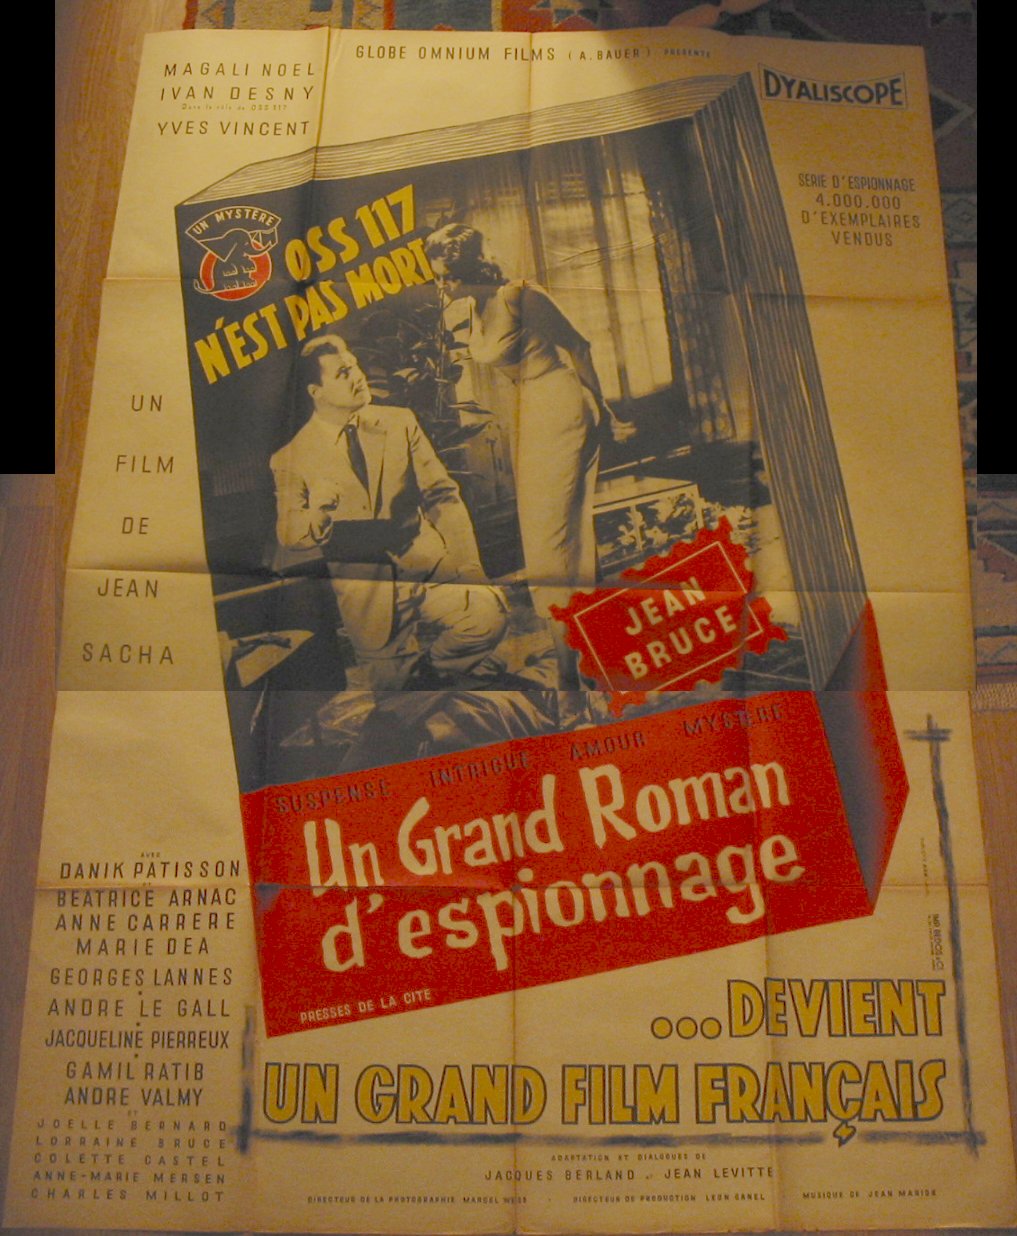 GLOBE OMNIUM FILMS (A. BAUER) PRESENTE
MAGALI NOEL
IVAN DESNY
Dans le rôle de OSS 117
YVES VINCENT
DYALISCOPE
SERIE D'ESPIONNAGE
4.000.000
D'EXEMPLAIRES
VENDUS
UN MYSTÈRE
OSS 117
N'EST PAS MORT
UN
FILM
DE
JEAN
SACHA
JEAN
BRUCE
SUSPENSE INTRIGUE AMOUR MYSTERE
Un Grand Roman
d'espionnage
PRESSES DE LA CITE
...DEVIENT
UN GRAND FILM FRANÇAIS
AVEC
DANIK PATISSON
BEATRICE ARNAC
ANNE CARRERE
MARIE DEA
GEORGES LANNES
ANDRE LE GALL
JACQUELINE PIERREUX
GAMIL RATIB
ANDRE VALMY
ET
JOELLE BERNARD
LORRAINE BRUCE
COLETTE CASTEL
ANNE-MARIE MERSEN
CHARLES MILLOT
ADAPTATION ET DIALOGUES DE
JACQUES BERLAND ET JEAN LEVITTE
DIRECTEUR DE LA PHOTOGRAPHIE MARCEL WEISS - DIRECTEUR DE PRODUCTION LEON CANEL - MUSIQUE DE JEAN MARION